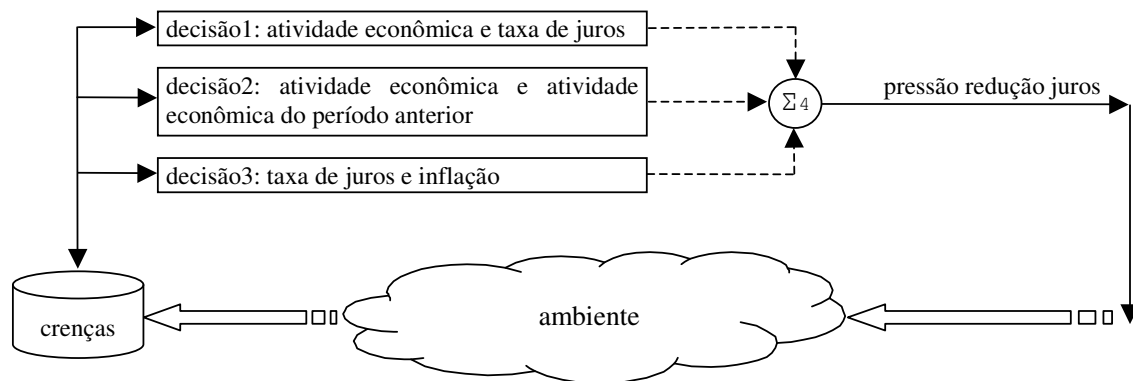 decisão1: atividade econômica e taxa de juros
decisão2: atividade econômica e atividade
econômica do período anterior
decisão3: taxa de juros e inflação
Σ4
pressão redução juros
crenças
ambiente